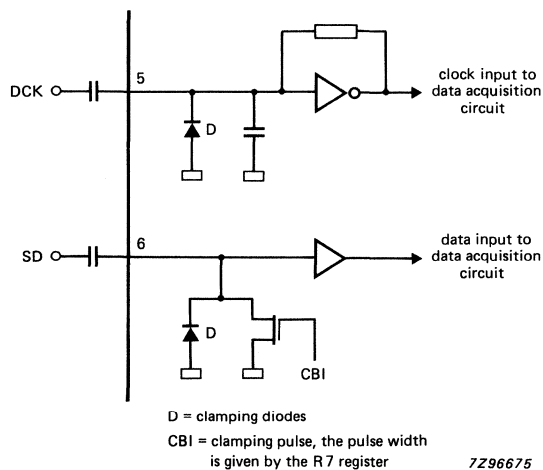 DCK
5
D
clock input to
data acquisition
circuit
SD
6
D
CBI
data input to
data acquisition
circuit
D = clamping diodes
CBI = clamping pulse, the pulse width
is given by the R7 register
7Z96675